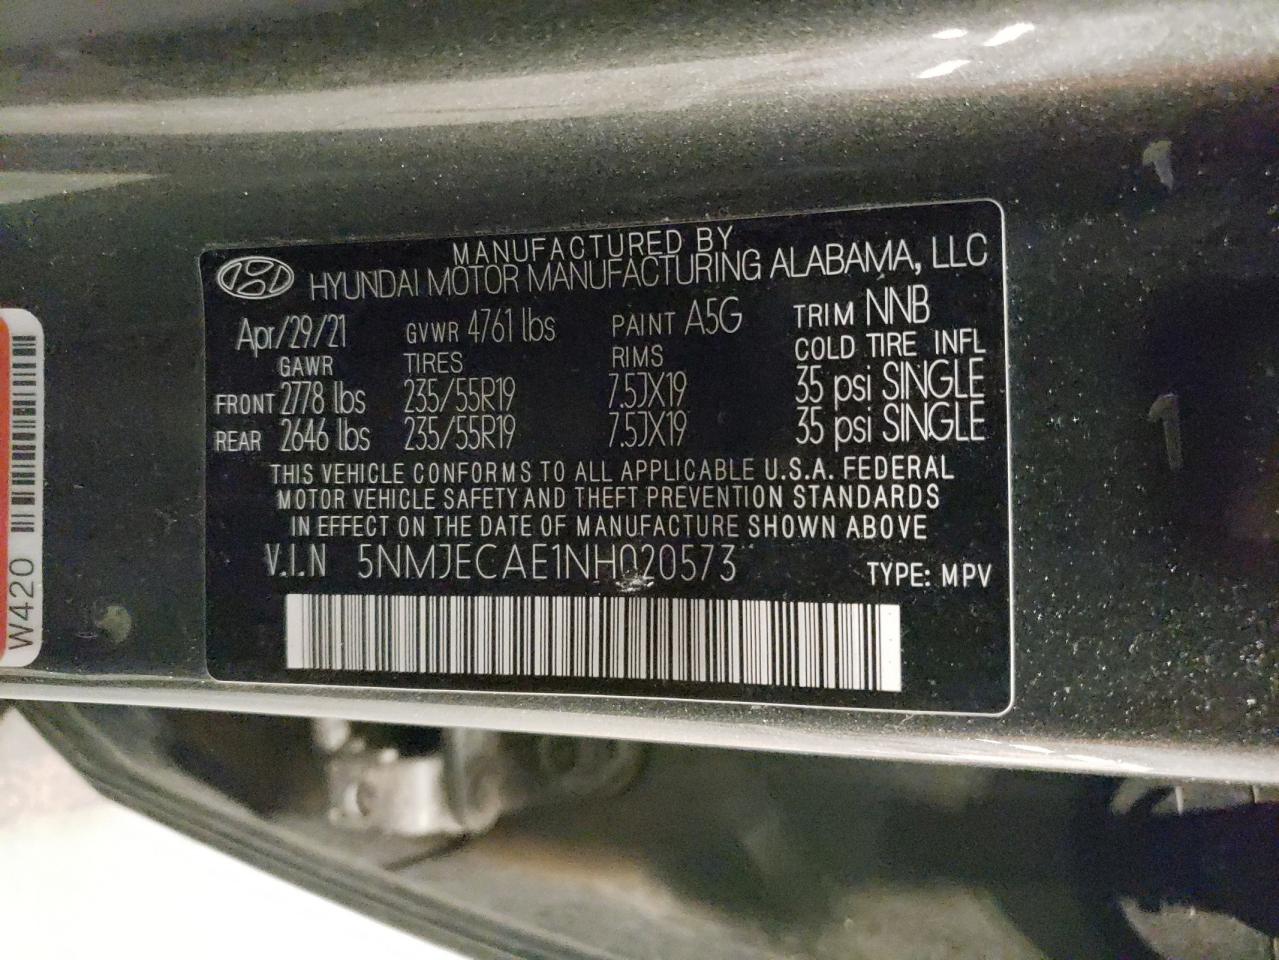 MANUFACTURED BY
HYUNDAI MOTOR MANUFACTURING ALABAMA, LLC
Apr/29/21 GVWR 4761 lbs PAINT A5G TRIM NNB
GAWR TIRES RIMS COLD TIRE INFL
FRONT 2778 lbs 235/55R19 7.5JX19 35 psi SINGLE
REAR 2646 lbs 235/55R19 7.5JX19 35 psi SINGLE
THIS VEHICLE CONFORMS TO ALL APPLICABLE U.S.A. FEDERAL
MOTOR VEHICLE SAFETY AND THEFT PREVENTION STANDARDS
IN EFFECT ON THE DATE OF MANUFACTURE SHOWN ABOVE
V.I.N 5NMJECAE1NH020573 TYPE: MPV
W420
1